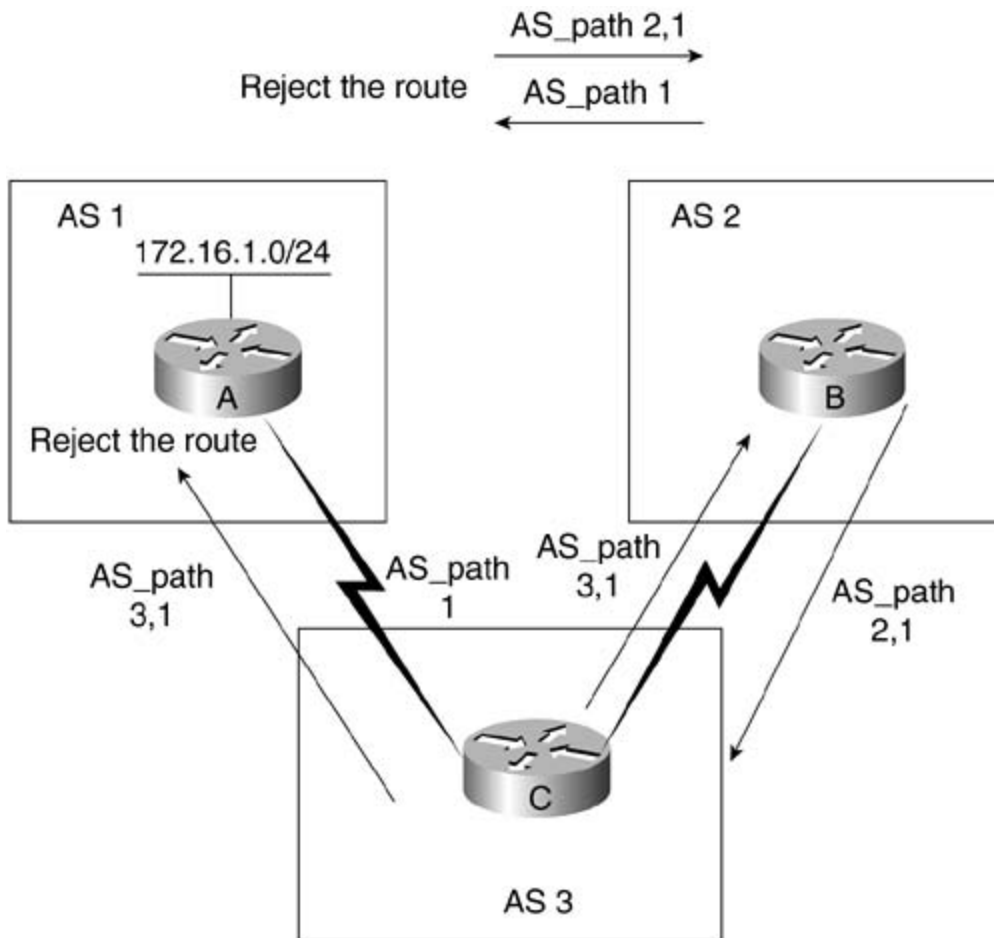 AS_path 2,1
Reject the route
AS_path 1
AS 1
172.16.1.0/24
A
Reject the route
AS 2
B
AS_path
3,1
AS_path
1
AS_path
3,1
AS_path
2,1
C
AS 3